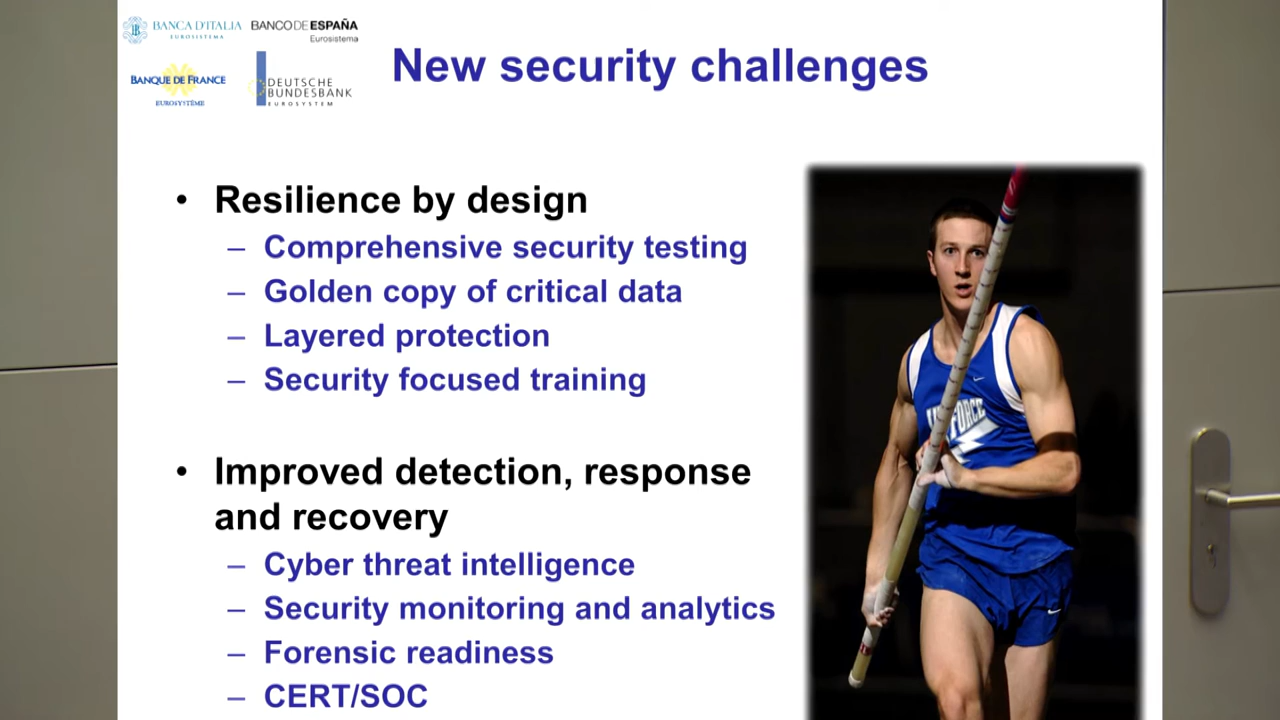 BANCA D'ITALIA
EUROSISTEMA
BANCO DE ESPAÑA
Eurosistema
BANQUE DE FRANCE
EUROSYSTÈME
DEUTSCHE
BUNDESBANK
EUROSYSTEM
New security challenges
• Resilience by design
– Comprehensive security testing
– Golden copy of critical data
– Layered protection
– Security focused training
• Improved detection, response
and recovery
– Cyber threat intelligence
– Security monitoring and analytics
– Forensic readiness
– CERT/SOC